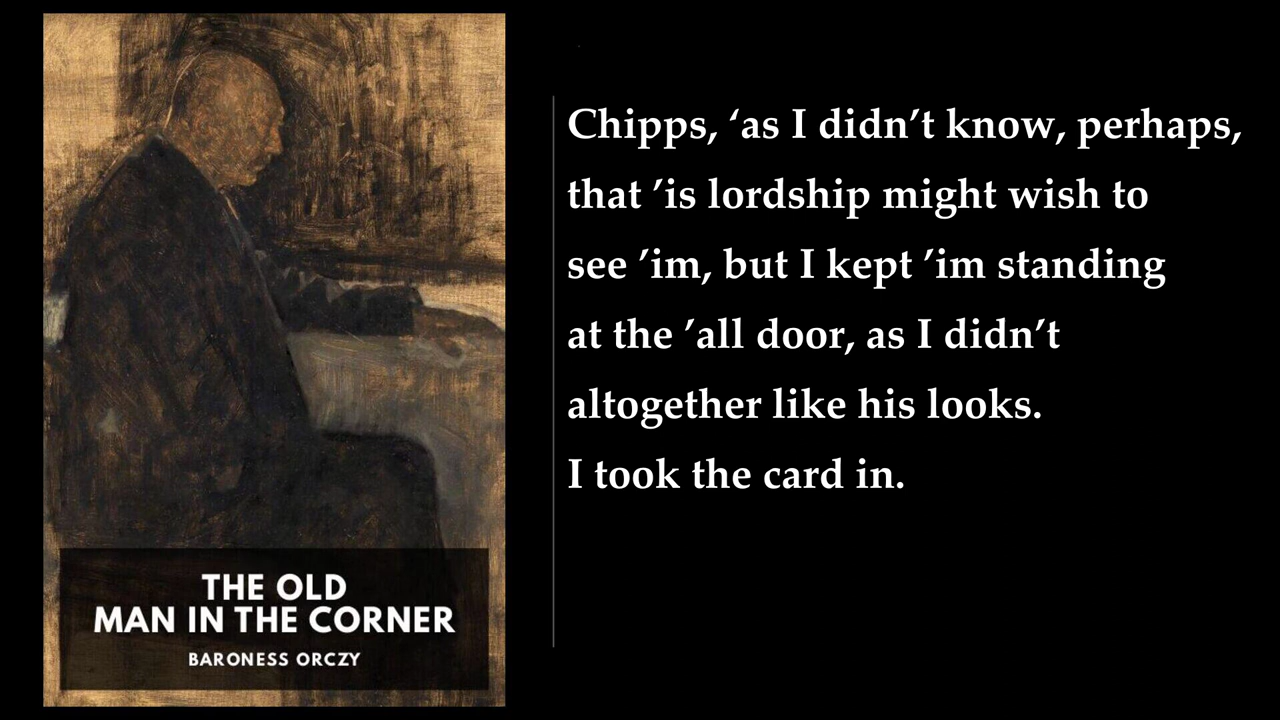 THE OLD
MAN IN THE CORNER
BARONESS ORCZY
Chipps, ‘as I didn’t know, perhaps,
that ’is lordship might wish to
see ’im, but I kept ’im standing
at the ’all door, as I didn’t
altogether like his looks.
I took the card in.